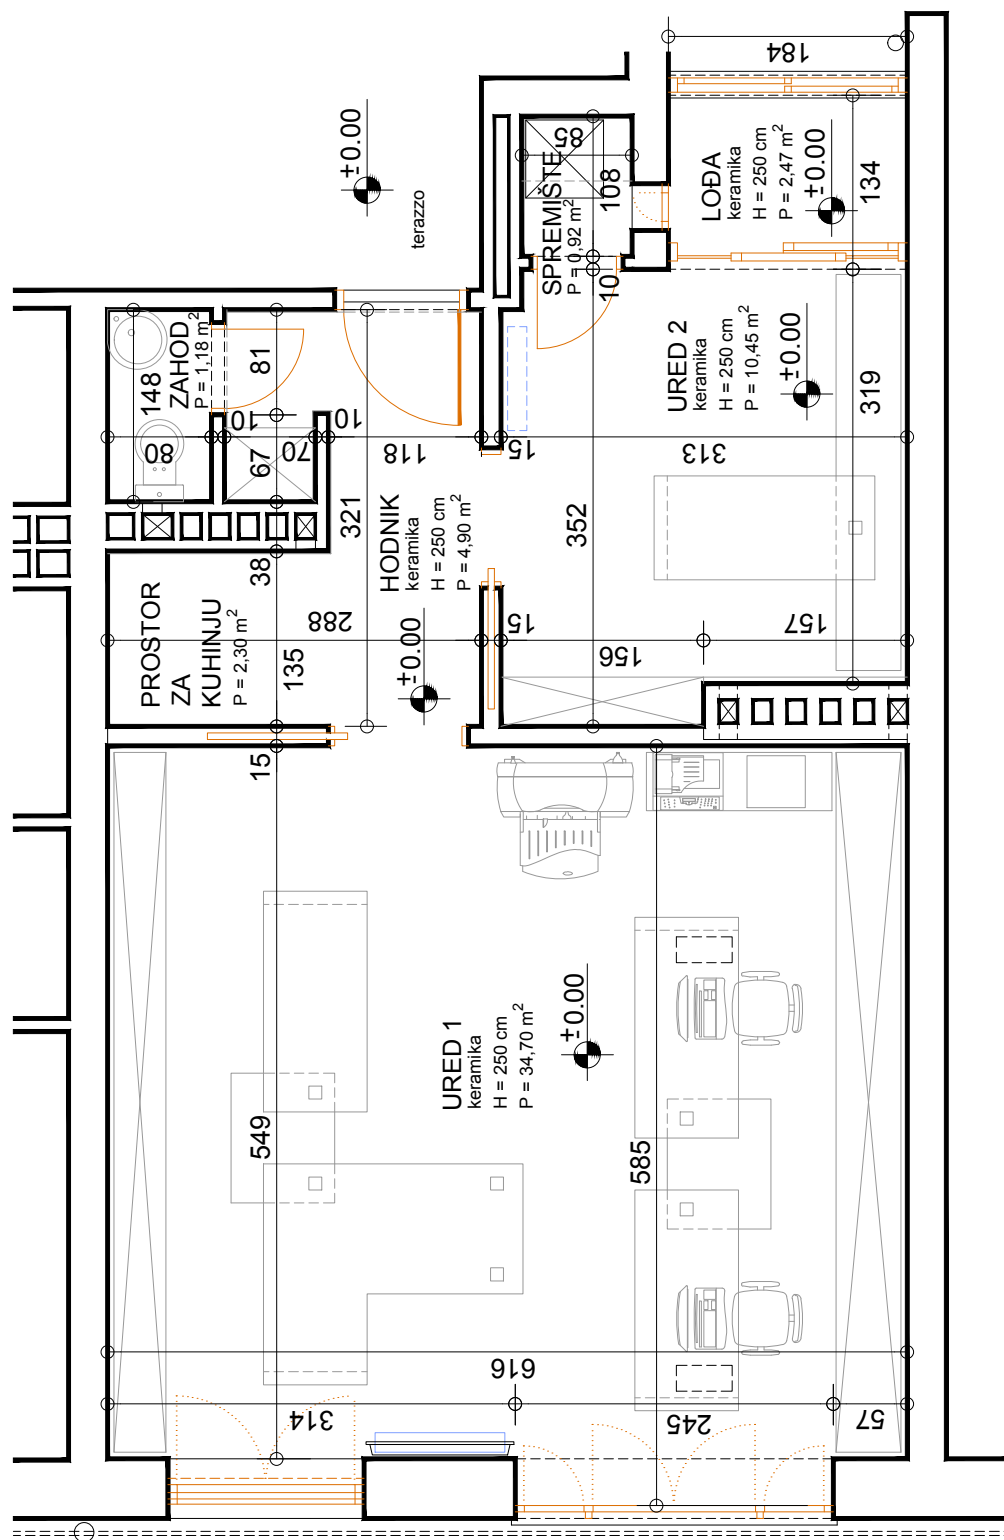 184
±0.00
terazzo
85
SPREMIŠTE
P = 0,92 m²
108
10
LOĐA
keramika
H = 250 cm
P = 2,47 m²
±0.00
134
148
ZAHOD
P = 1,18 m²
81
10
10
80
67
70
118
15
313
321
38
HODNIK
keramika
H = 250 cm
P = 4,90 m²
352
URED 2
keramika
H = 250 cm
P = 10,45 m²
±0.00
319
PROSTOR
ZA
KUHINJU
P = 2,30 m²
135
288
±0.00
15
156
157
15
URED 1
keramika
H = 250 cm
P = 34,70 m²
±0.00
549
585
616
314
245
57